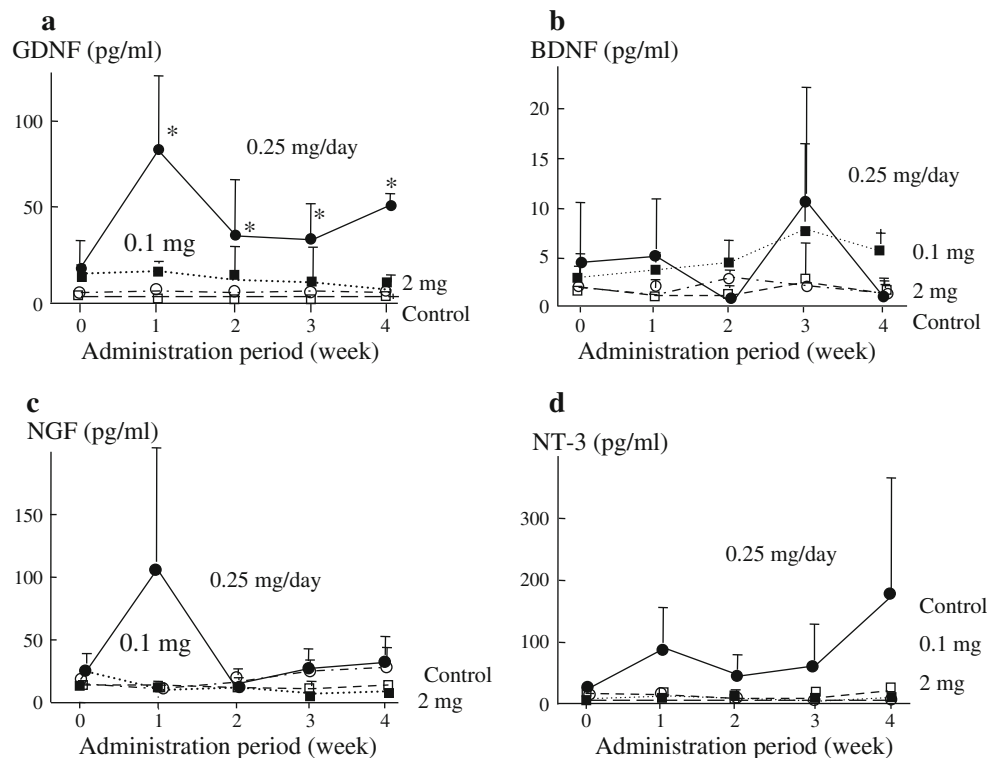 a
GDNF (pg/ml)
100
50
0
*
*
*
*
0.25 mg/day
0.1 mg
2 mg
Control
0 1 2 3 4
Administration period (week)
b
BDNF (pg/ml)
20
15
10
5
0
0.25 mg/day
†
0.1 mg
2 mg
Control
0 1 2 3 4
Administration period (week)
c
NGF (pg/ml)
150
100
50
0
0.25 mg/day
0.1 mg
Control
2 mg
0 1 2 3 4
Administration period (week)
d
NT-3 (pg/ml)
300
200
100
0
0.25 mg/day
Control
0.1 mg
2 mg
0 1 2 3 4
Administration period (week)